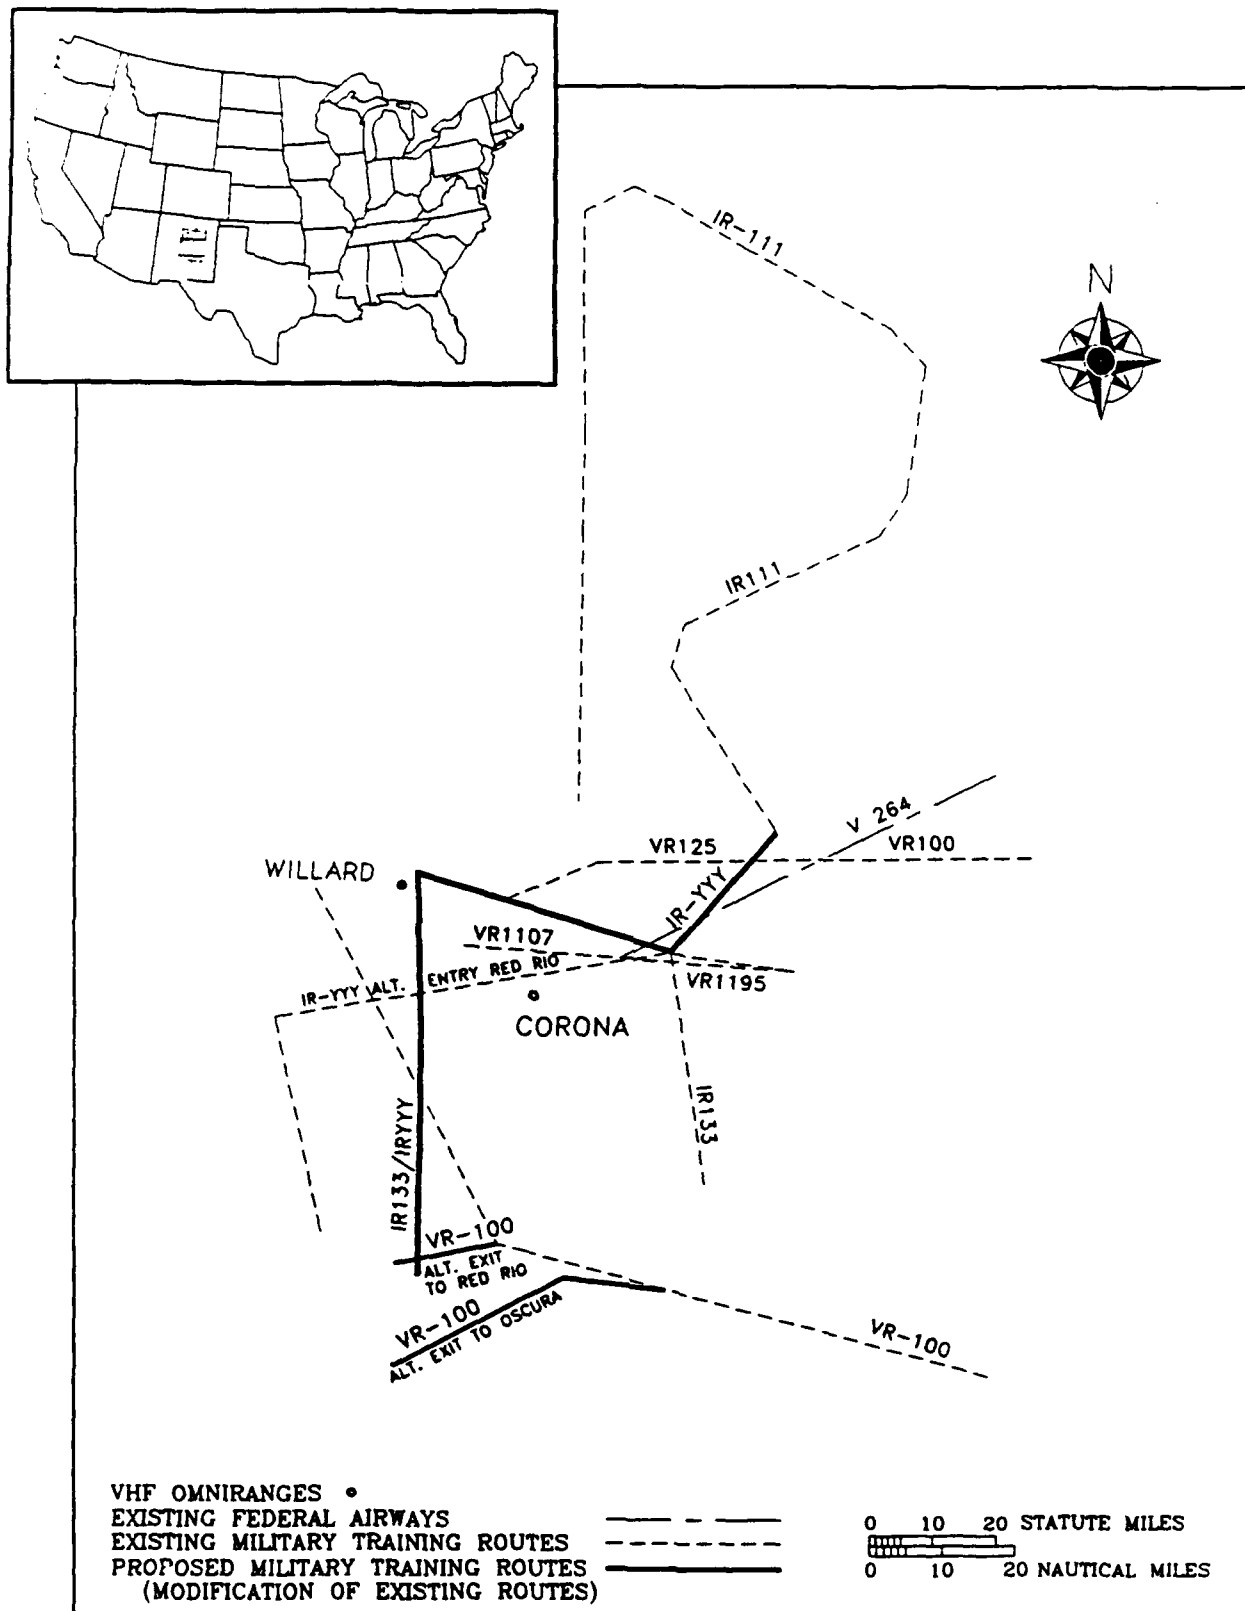 IR-111
N
IR111
V 264
VR125
VR100
WILLARD
IR-YYY
VR1107
IR-YYY ALT. ENTRY RED RIO
VR1195
CORONA
IR133
IR133/IRYYY
VR-100
ALT. EXIT
TO RED RIO
VR-100
ALT. EXIT TO OSCURA
VR-100
VHF OMNIRANGES
EXISTING FEDERAL AIRWAYS
EXISTING MILITARY TRAINING ROUTES
PROPOSED MILITARY TRAINING ROUTES
(MODIFICATION OF EXISTING ROUTES)
0 10 20 STATUTE MILES
0 10 20 NAUTICAL MILES